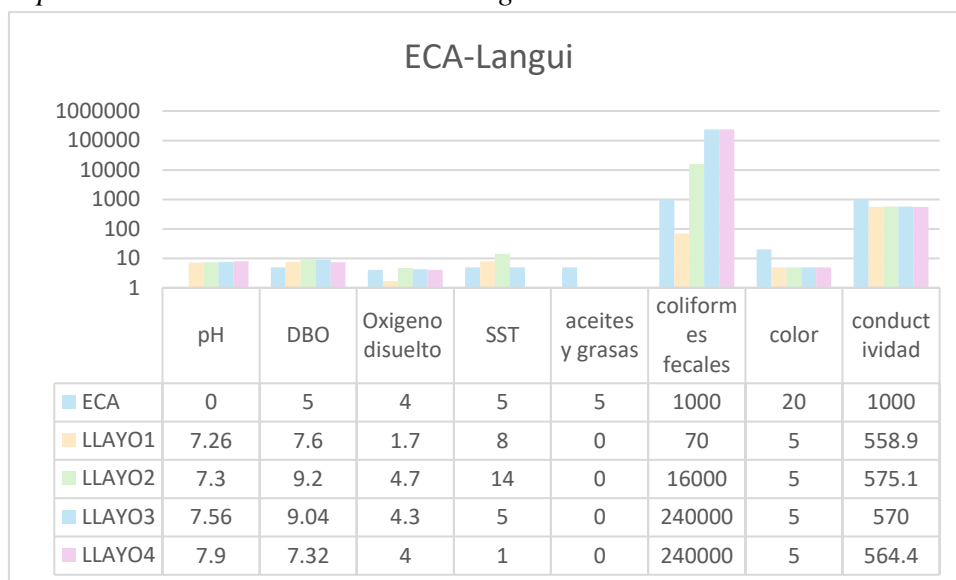 ECA-Langui
1000000
100000
10000
1000
100
10
1
pH DBO Oxigeno disuelto SST aceites y grasas coliformes fecales color conductividad
ECA 0 5 4 5 5 1000 20 1000
LLAYO1 7.26 7.6 1.7 8 0 70 5 558.9
LLAYO2 7.3 9.2 4.7 14 0 16000 5 575.1
LLAYO3 7.56 9.04 4.3 5 0 240000 5 570
LLAYO4 7.9 7.32 4 1 0 240000 5 564.4